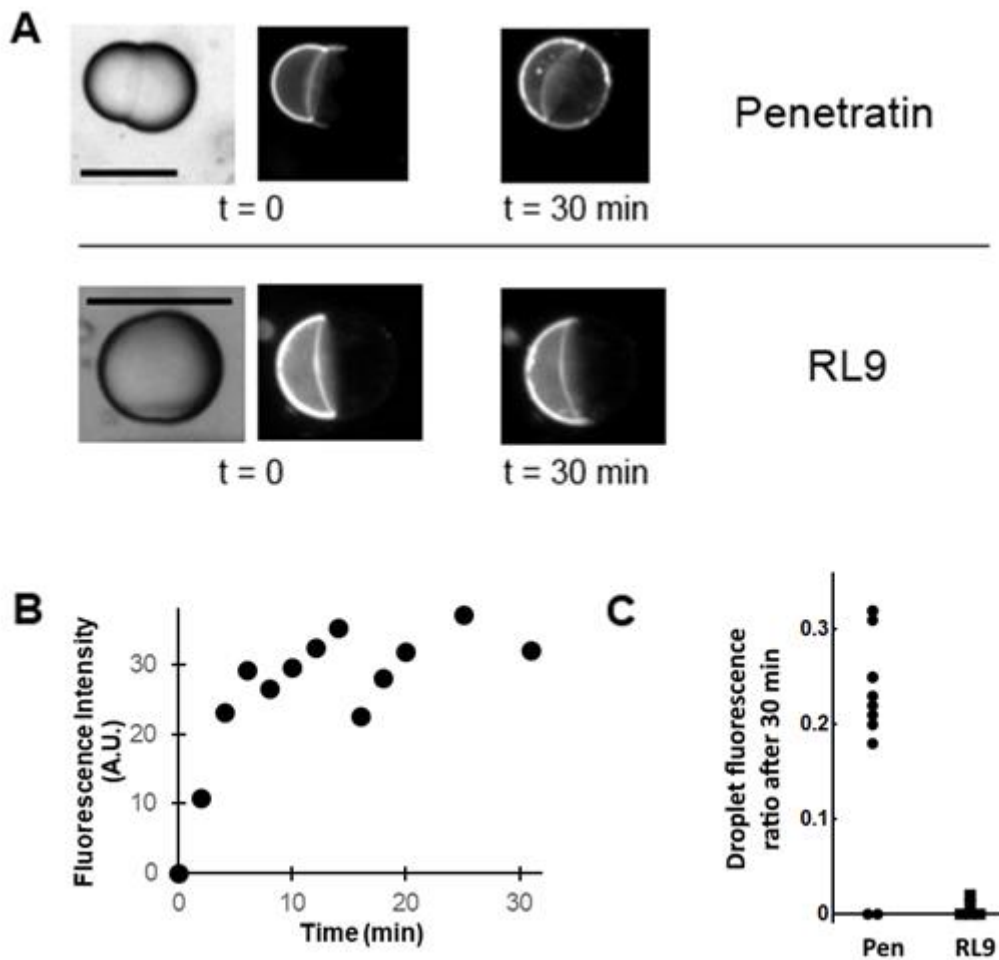 A
Penetratin
t = 0
t = 30 min
RL9
t = 0
t = 30 min
B
Fluorescence Intensity
(A.U.)
30
20
10
0
0
10
20
30
Time (min)
C
Droplet fluorescence
ratio after 30 min
0.3
0.2
0.1
0
Pen
RL9